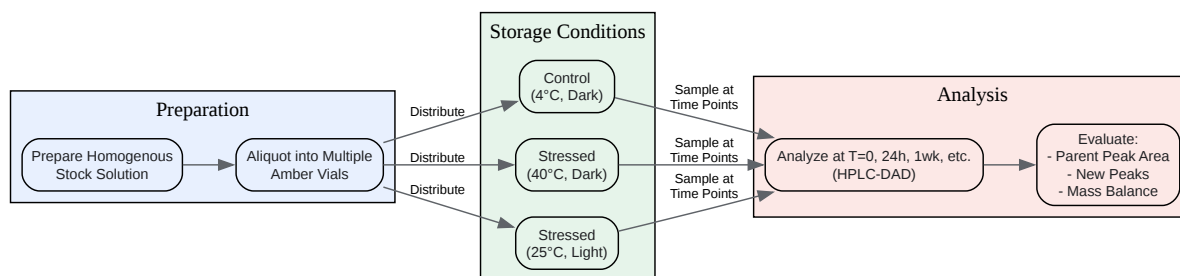 Preparation
Prepare Homogenous
Stock Solution
Aliquot into Multiple
Amber Vials
Distribute
Distribute
Distribute
Storage Conditions
Control
(4°C, Dark)
Stressed
(40°C, Dark)
Stressed
(25°C, Light)
Sample at
Time Points
Sample at
Time Points
Sample at
Time Points
Analysis
Analyze at T=0, 24h, 1wk, etc.
(HPLC-DAD)
Evaluate:
- Parent Peak Area
- New Peaks
- Mass Balance